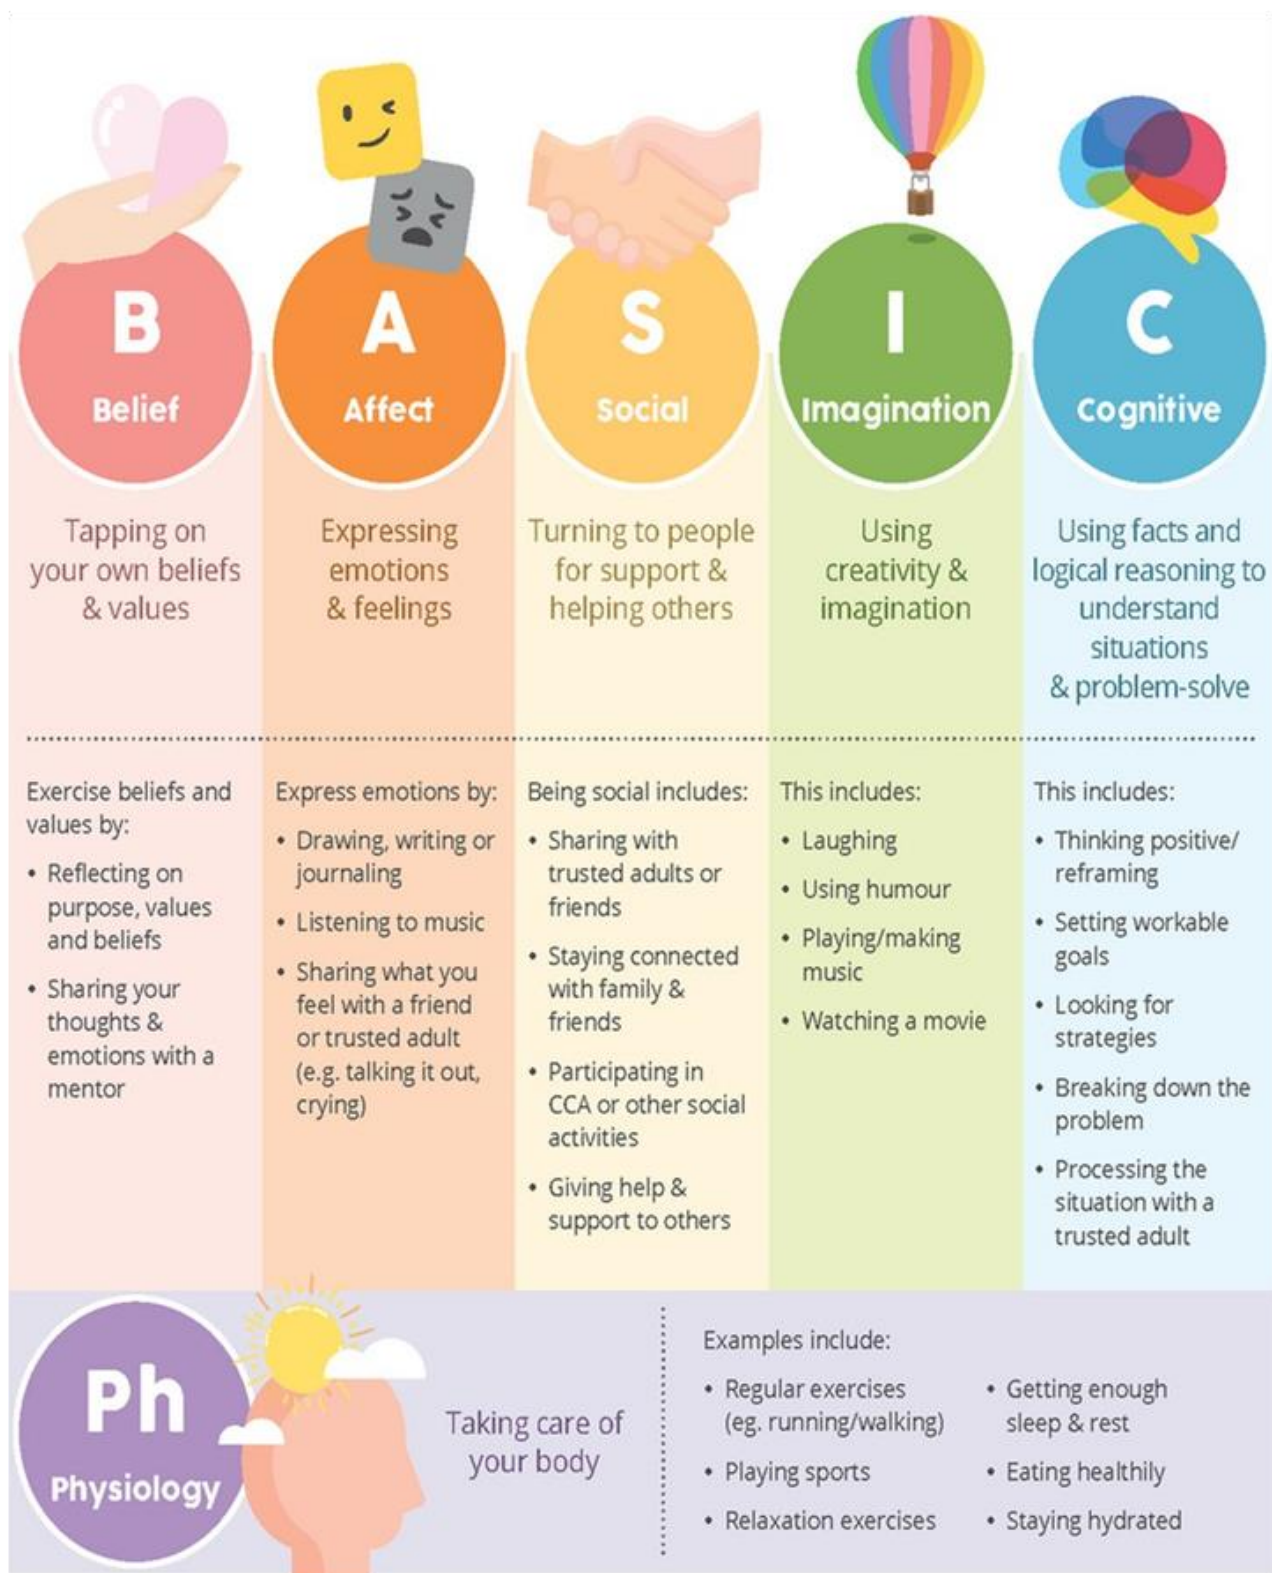 B
Belief
Tapping on
your own beliefs
& values
Exercise beliefs and
values by:
• Reflecting on
purpose, values
and beliefs
• Sharing your
thoughts &
emotions with a
mentor
A
Affect
Expressing
emotions
& feelings
Express emotions by:
• Drawing, writing or
journaling
• Listening to music
• Sharing what you
feel with a friend
or trusted adult
(e.g. talking it out,
crying)
S
Social
Turning to people
for support &
helping others
Being social includes:
• Sharing with
trusted adults or
friends
• Staying connected
with family &
friends
• Participating in
CCA or other social
activities
• Giving help &
support to others
I
Imagination
Using
creativity &
imagination
This includes:
• Laughing
• Using humour
• Playing/making
music
• Watching a movie
C
Cognitive
Using facts and
logical reasoning to
understand
situations
& problem-solve
This includes:
• Thinking positive/
reframing
• Setting workable
goals
• Looking for
strategies
• Breaking down the
problem
• Processing the
situation with a
trusted adult
Ph
Physiology
Taking care of
your body
Examples include:
• Regular exercises
(eg. running/walking)
• Playing sports
• Relaxation exercises
• Getting enough
sleep & rest
• Eating healthily
• Staying hydrated